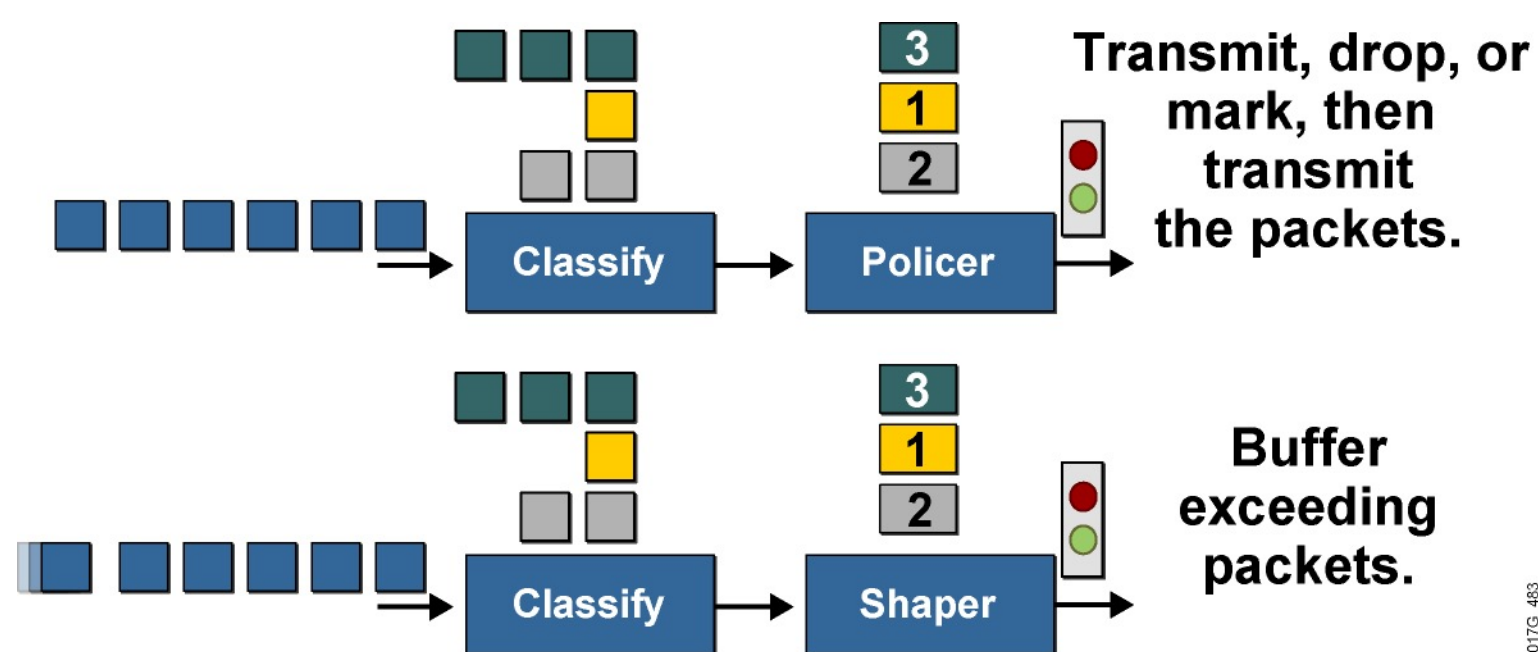 3
1
2
Transmit, drop, or
mark, then
transmit
the packets.
Classify
Policer
3
1
2
Buffer
exceeding
packets.
Classify
Shaper
017G_483